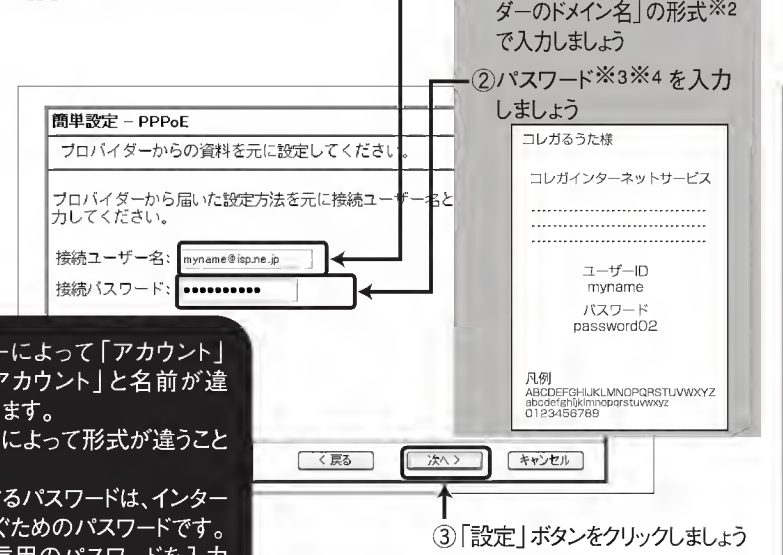 ダーのドメイン名」の形式※2
で入力しましょう
②パスワード※3※4 を入力
しましょう
簡単設定 – PPPoE
プロバイダーからの資料を元に設定してください。
プロバイダーから届いた設定方法を元に接続ユーザー名と
力してください。
接続ユーザー名: myname@isp.ne.jp
接続パスワード: ●●●●●●●●●●
コレガるうた様
コレガインターネットサービス
ユーザーID
myname
パスワード
password02
凡例
ABCDEFGHIJKLMNOPQRSTUVWXYZ
abcdefghijklmnopqrstuvwxyz
0123456789
ーによって「アカウント」
アカウント」と名前が違
ます。
によって形式が違うこと
るパスワードは、インター
ぐためのパスワードです。
信用のパスワードを入力
< 戻る
次へ >
キャンセル
③「設定」ボタンをクリックしましょう